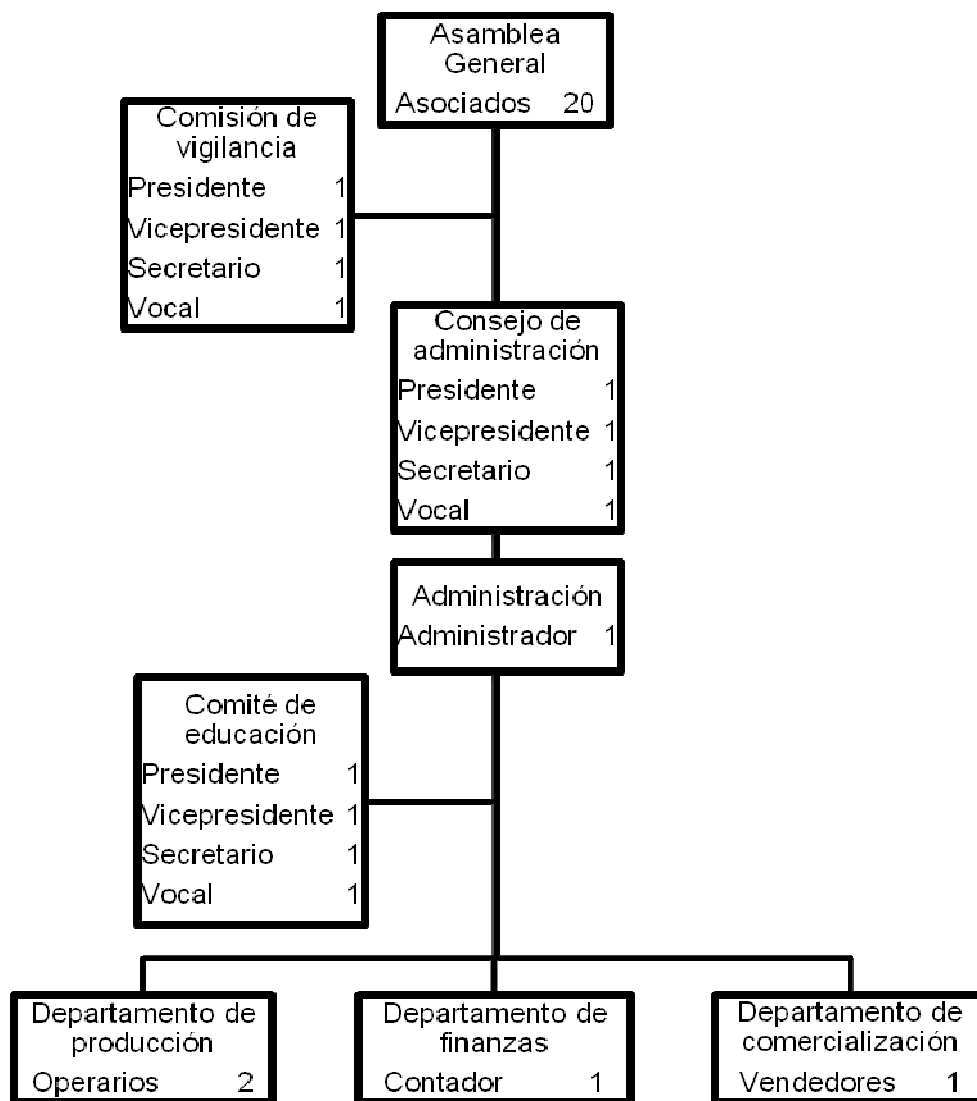 Asamblea
General
Asociados 20
Comisión de
vigilancia
Presidente 1
Vicepresidente 1
Secretario 1
Vocal 1
Consejo de
administración
Presidente 1
Vicepresidente 1
Secretario 1
Vocal 1
Administración
Administrador 1
Comité de
educación
Presidente 1
Vicepresidente 1
Secretario 1
Vocal 1
Departamento de
producción
Operarios 2
Departamento de
finanzas
Contador 1
Departamento de
comercialización
Vendedores 1